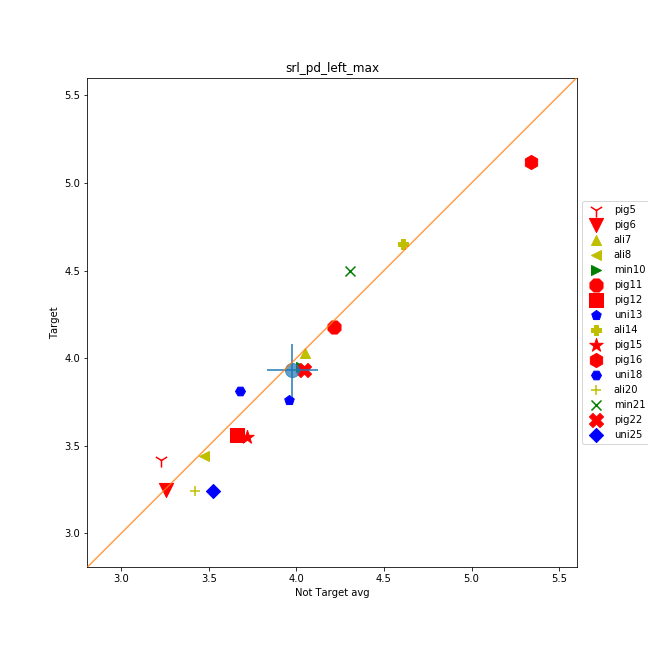 srl_pd_left_max
5.5
5.0
4.5
4.0
3.5
3.0
Target
3.0 3.5 4.0 4.5 5.0 5.5
Not Target avg
pig5
pig6
ali7
ali8
min10
pig11
pig12
uni13
ali14
pig15
pig16
uni18
ali20
min21
pig22
uni25